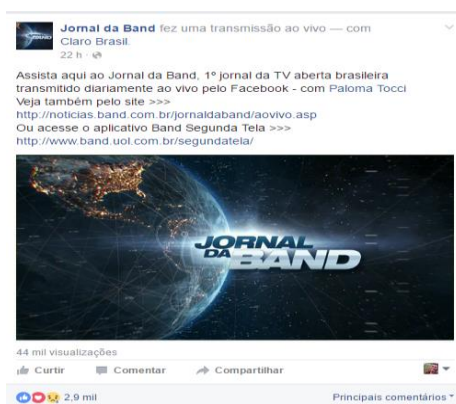 Jornal da Band fez uma transmissão ao vivo — com
Claro Brasil.
22 h ·
Assista aqui ao Jornal da Band, 1º jornal da TV aberta brasileira
transmitido diariamente ao vivo pelo Facebook - com Paloma Tocci
Veja também pelo site >>>
http://noticias.band.com.br/jornaldaband/aovivo.asp
Ou acesse o aplicativo Band Segunda Tela >>>
http://www.band.uol.com.br/segundatela/
JORNAL
DA BAND
44 mil visualizações
Curtir Comentar Compartilhar
2,9 mil Principais comentários